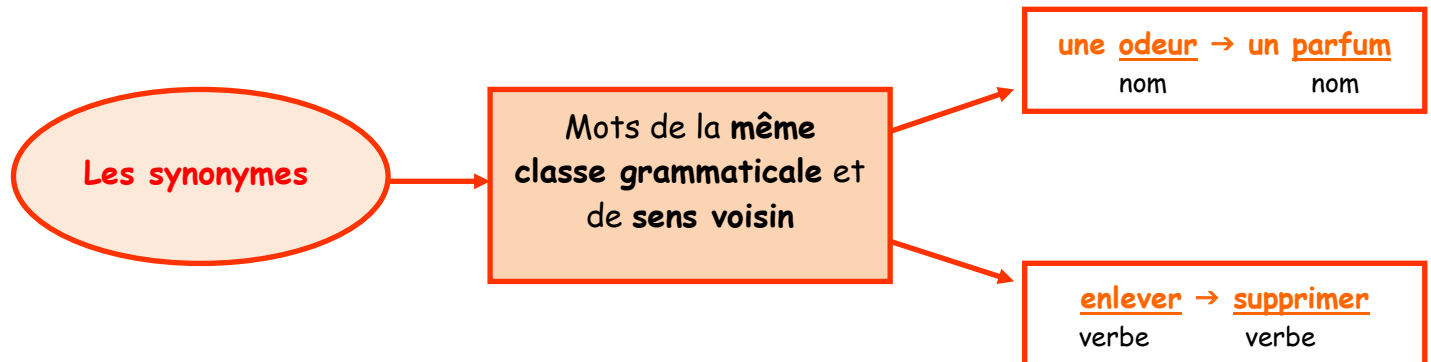 Les synonymes
Mots de la même
classe grammaticale et
de sens voisin
une odeur → un parfum
nom nom
enlever → supprimer
verbe verbe